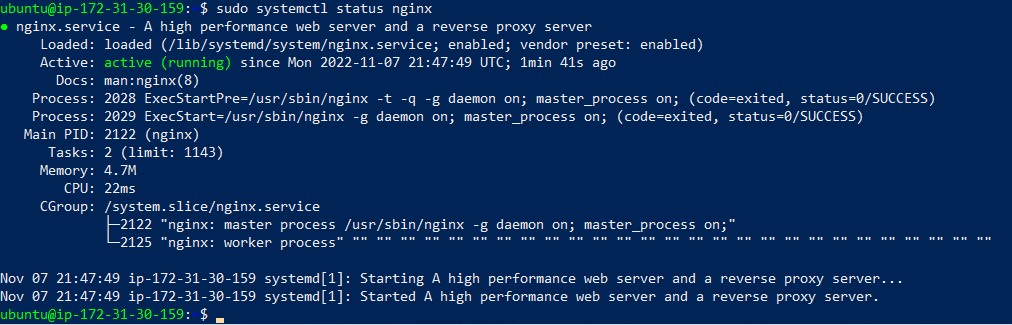 ubuntu@ip-172-31-30-159: $ sudo systemctl status nginx
● nginx.service - A high performance web server and a reverse proxy server
Loaded: loaded (/lib/systemd/system/nginx.service; enabled; vendor preset: enabled)
Active: active (running) since Mon 2022-11-07 21:47:49 UTC; 1min 41s ago
Docs: man:nginx(8)
Process: 2028 ExecStartPre=/usr/sbin/nginx -t -q -g daemon on; master_process on; (code=exited, status=0/SUCCESS)
Process: 2029 ExecStart=/usr/sbin/nginx -g daemon on; master_process on; (code=exited, status=0/SUCCESS)
Main PID: 2122 (nginx)
Tasks: 2 (limit: 1143)
Memory: 4.7M
CPU: 22ms
CGroup: /system.slice/nginx.service
├─2122 "nginx: master process /usr/sbin/nginx -g daemon on; master_process on;"
└─2125 "nginx: worker process" "" "" "" "" "" "" "" "" "" "" "" "" "" "" "" "" "" "" "" "" "" "" "" "" "" "" ""
Nov 07 21:47:49 ip-172-31-30-159 systemd[1]: Starting A high performance web server and a reverse proxy server...
Nov 07 21:47:49 ip-172-31-30-159 systemd[1]: Started A high performance web server and a reverse proxy server.
ubuntu@ip-172-31-30-159: $